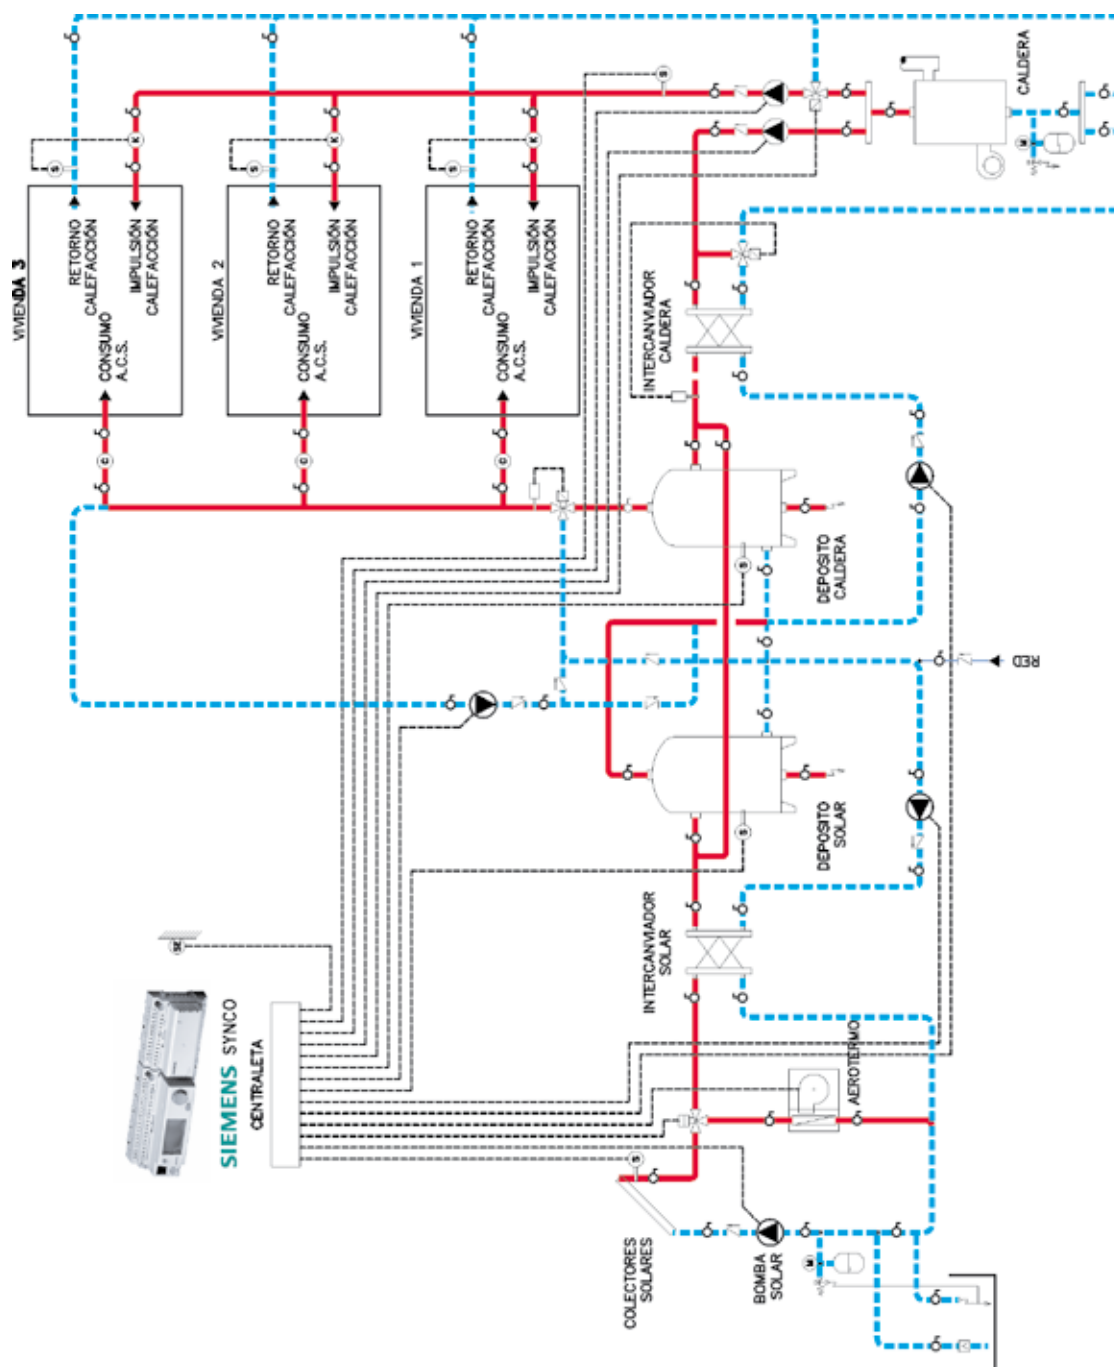 VIVIENDA 3
S
K
RETORNO
CALEFACCIÓN
IMPULSIÓN
CALEFACCIÓN
CONSUMO
A.C.S.
C
VIVIENDA 2
S
K
RETORNO
CALEFACCIÓN
IMPULSIÓN
CALEFACCIÓN
CONSUMO
A.C.S.
C
VIVIENDA 1
S
K
RETORNO
CALEFACCIÓN
IMPULSIÓN
CALEFACCIÓN
CONSUMO
A.C.S.
C
SE
SIEMENS SYNCO
CENTRALETA
S
COLECTORES
SOLARES
BOMBA
SOLAR
M
AEROTERMO
INTERCANVIADOR
SOLAR
S
DEPOSITO
SOLAR
S
DEPOSITO
CALDERA
RED
INTERCANVIADOR
CALDERA
S
CALDERA
M